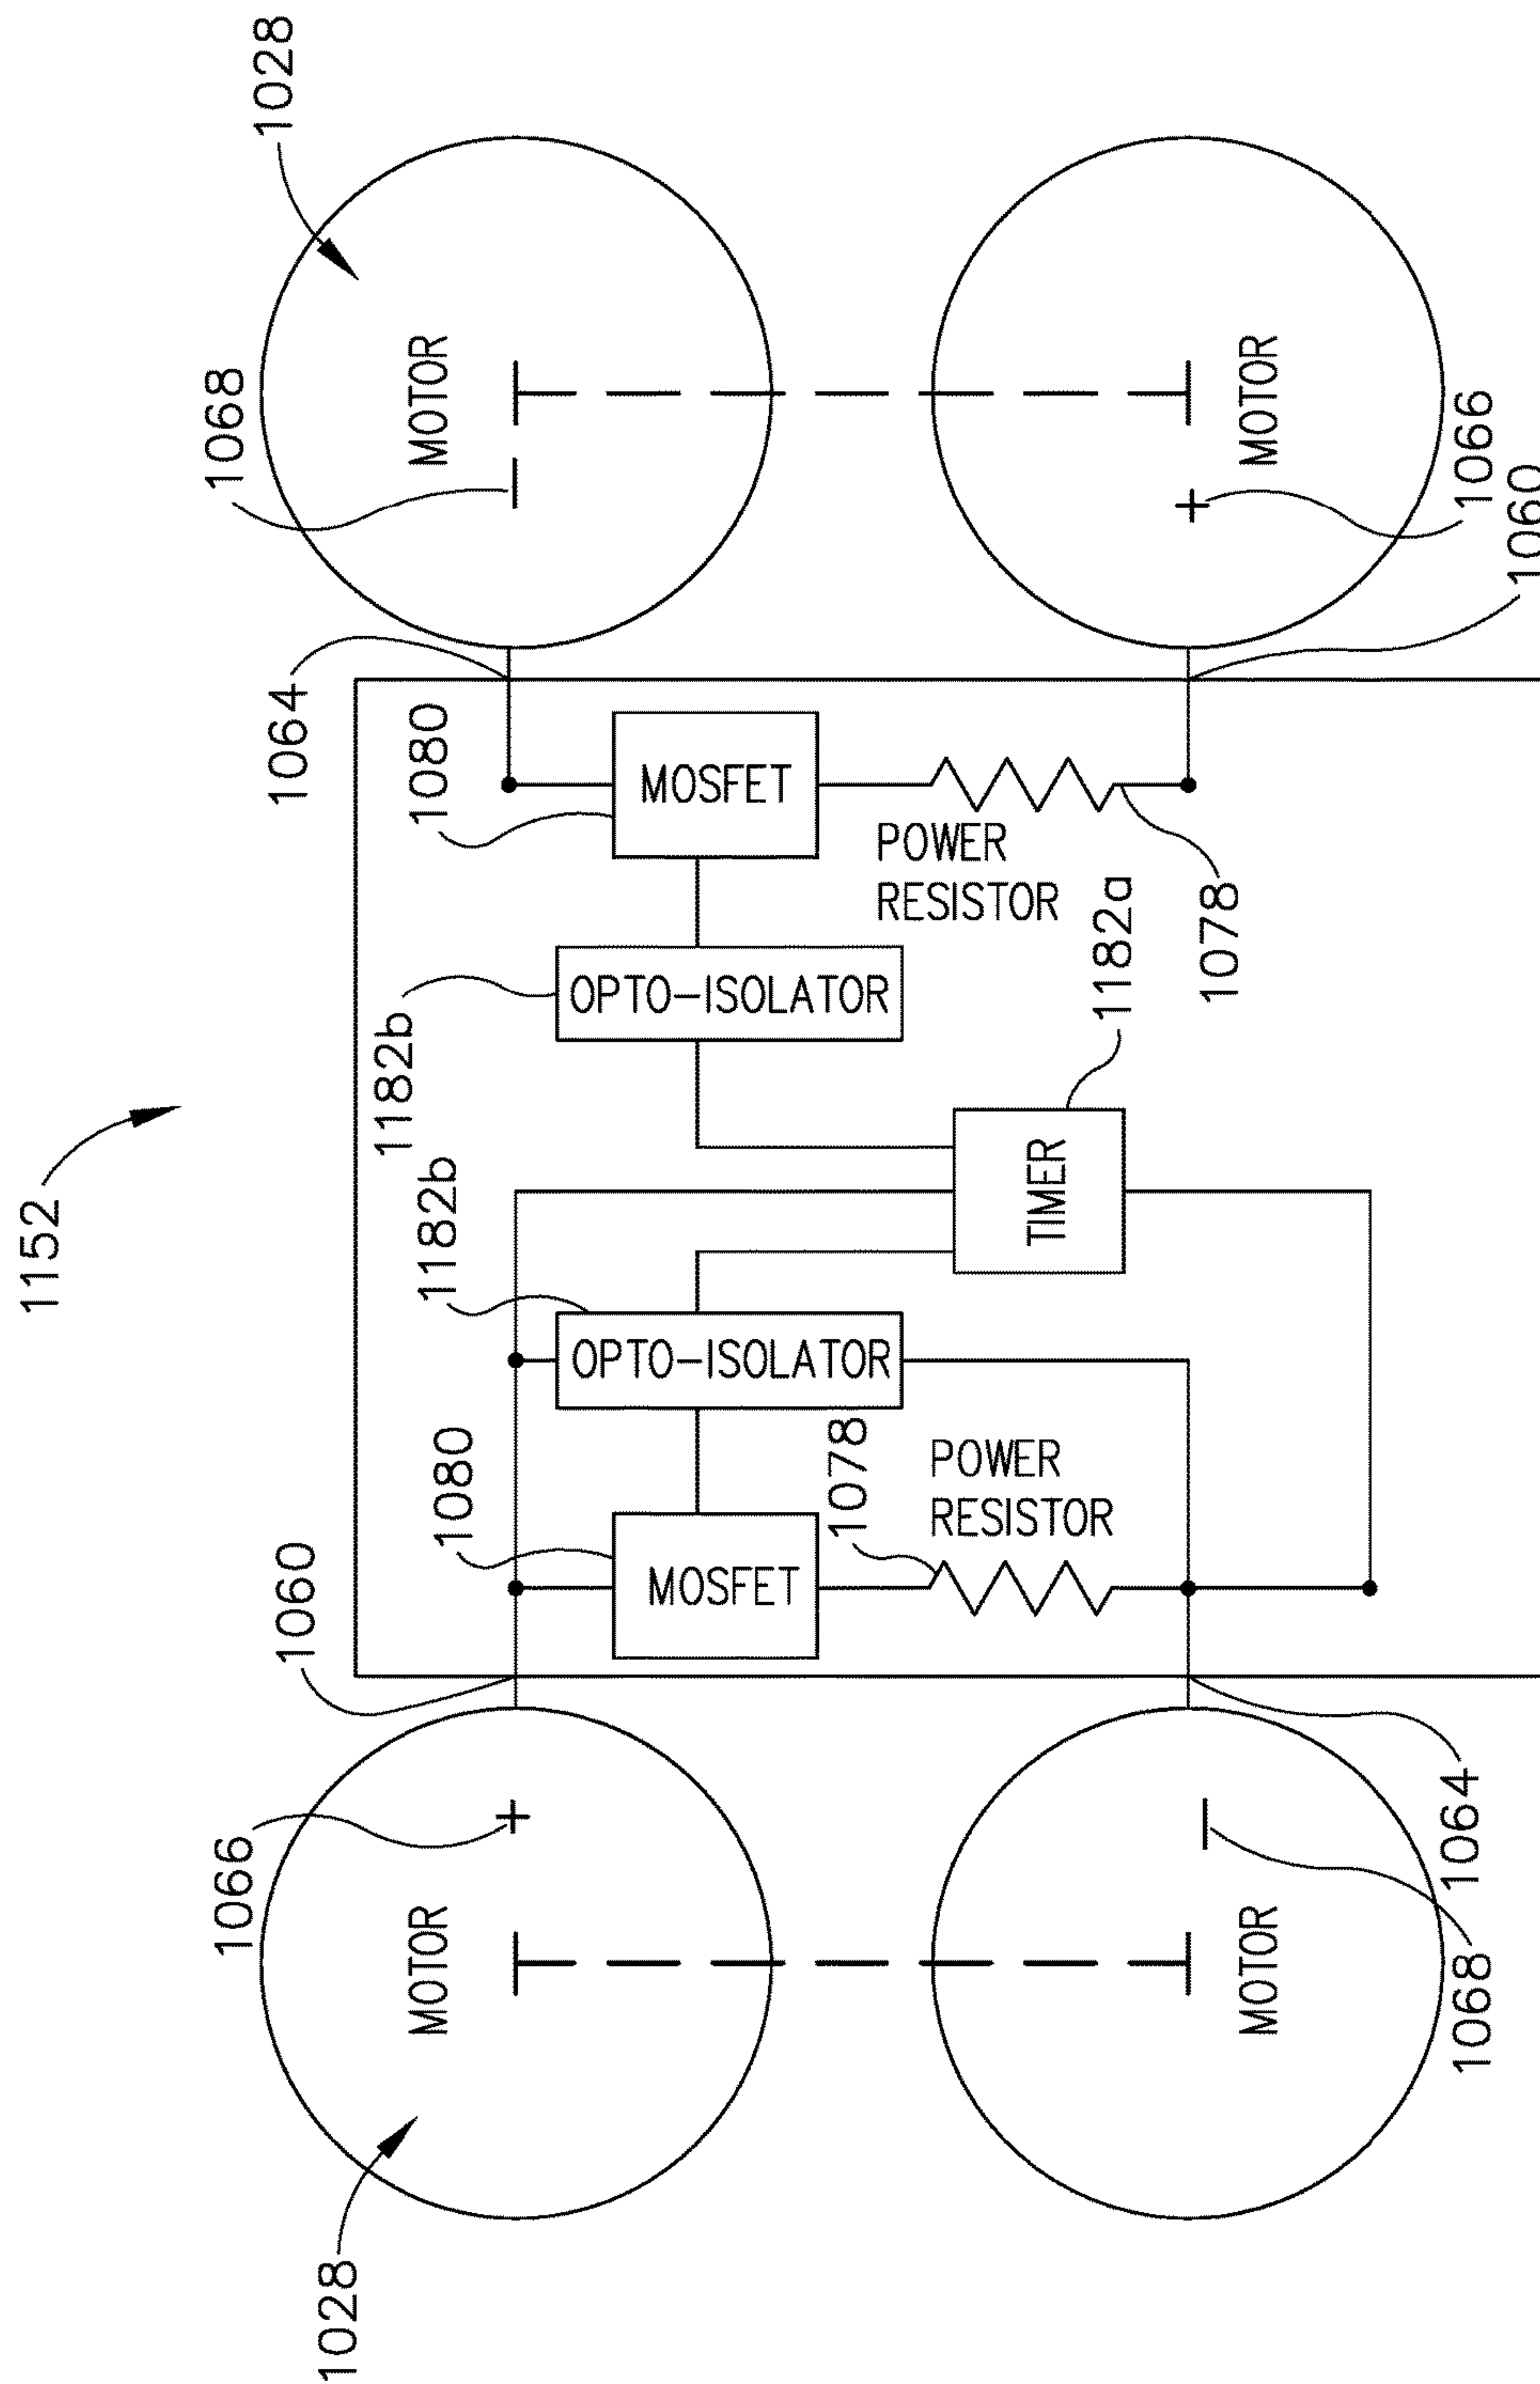 1152
1028
1068
MOTOR
1064
1080
MOSFET
POWER
RESISTOR
1078
1182b
OPTO-ISOLATOR
1182a
TIMER
1182b
OPTO-ISOLATOR
1080
MOSFET
1078
POWER
RESISTOR
MOTOR
1066
1060
1060
1066
MOTOR
1028
MOTOR
1064
1068